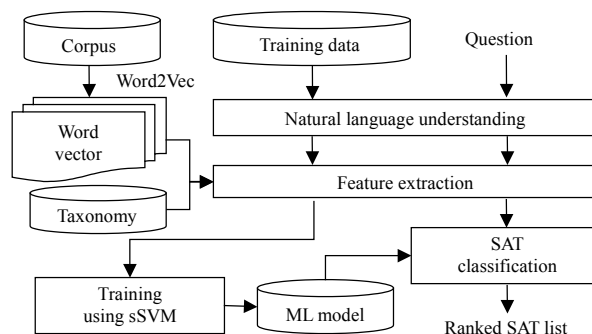 Corpus
Training data
Question
Word2Vec
Word
vector
Natural language understanding
Taxonomy
Feature extraction
SAT
classification
Training
using sSVM
ML model
Ranked SAT list